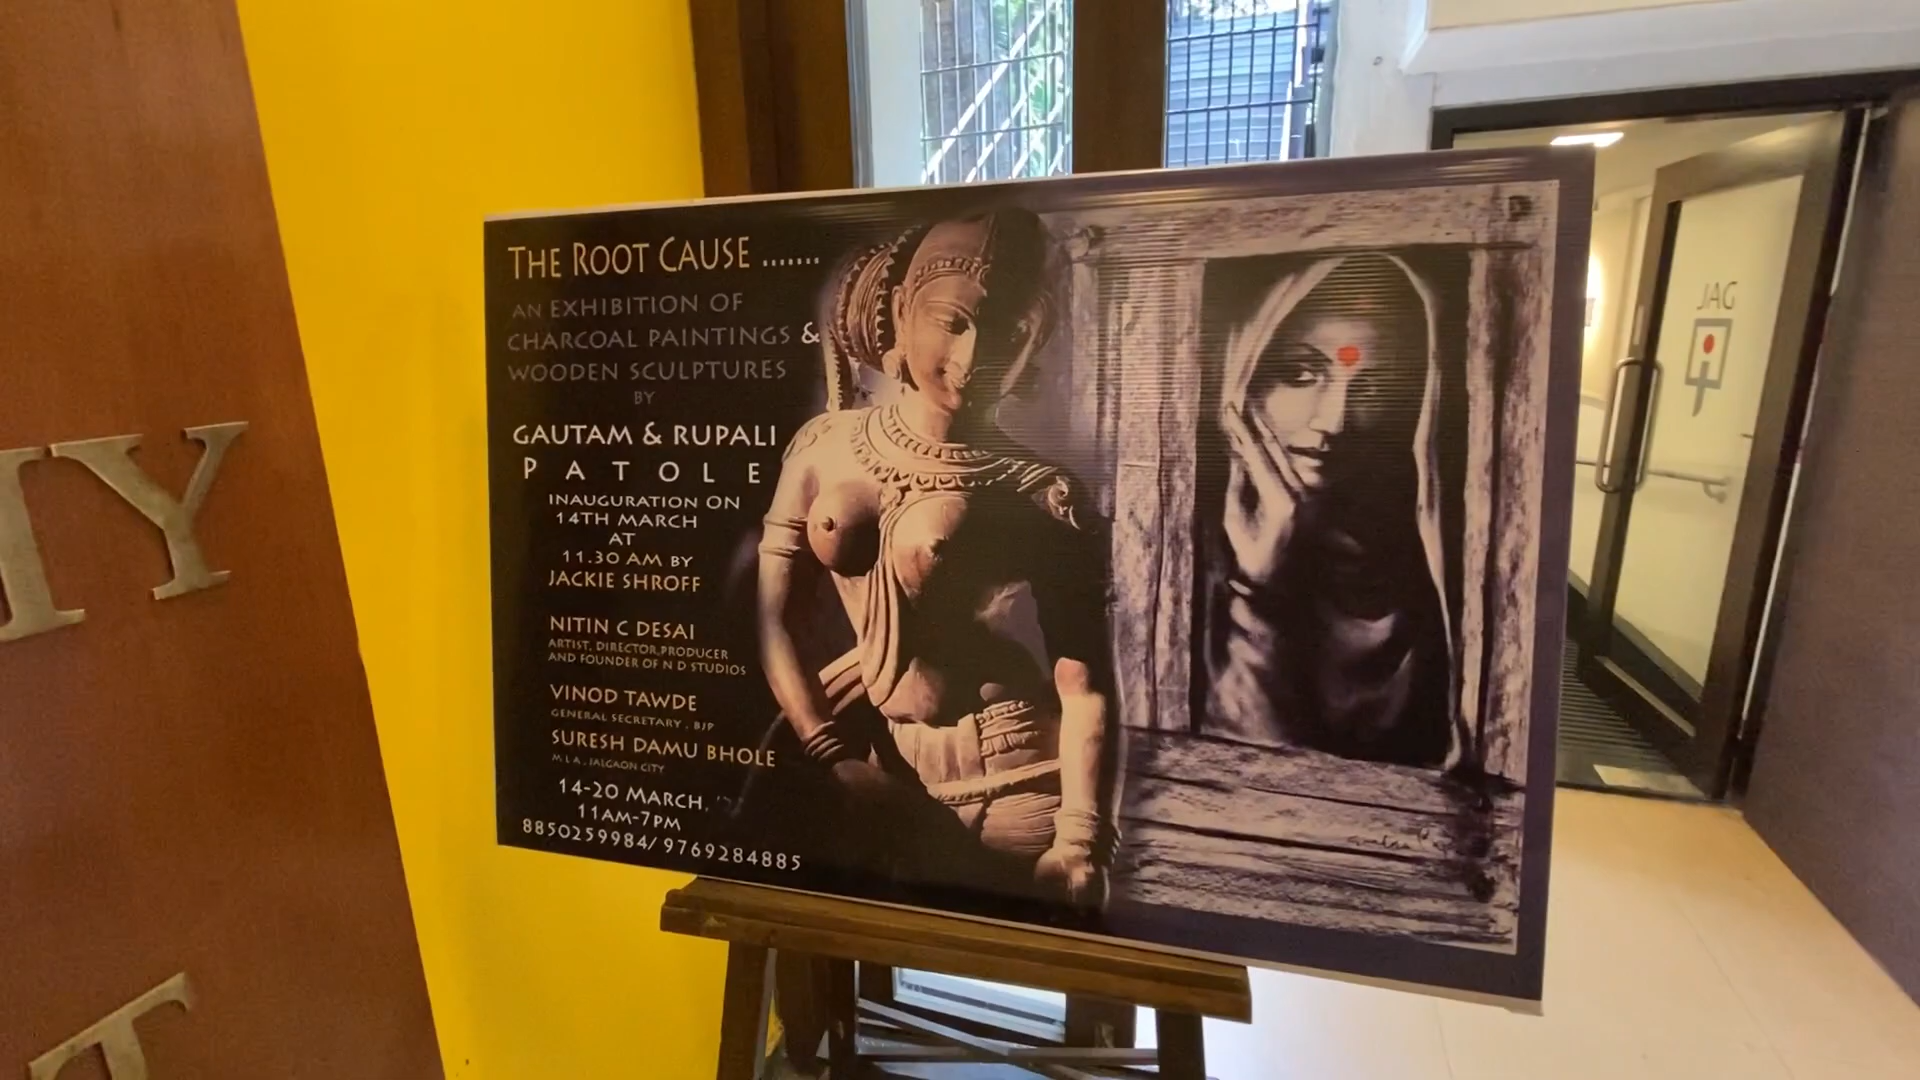 THE ROOT CAUSE .......
AN EXHIBITION OF
CHARCOAL PAINTINGS &
WOODEN SCULPTURES
BY
GAUTAM & RUPALI
PATOLE
INAUGURATION ON
14TH MARCH
AT
11.30 AM BY
JACKIE SHROFF
NITIN C DESAI
ARTIST, DIRECTOR,PRODUCER
AND FOUNDER OF N D STUDIOS
VINOD TAWDE
GENERAL SECRETARY , BJP
SURESH DAMU BHOLE
M L A , JALGAON CITY
14-20 MARCH,
11AM-7PM
8850259984/ 9769284885
JAG